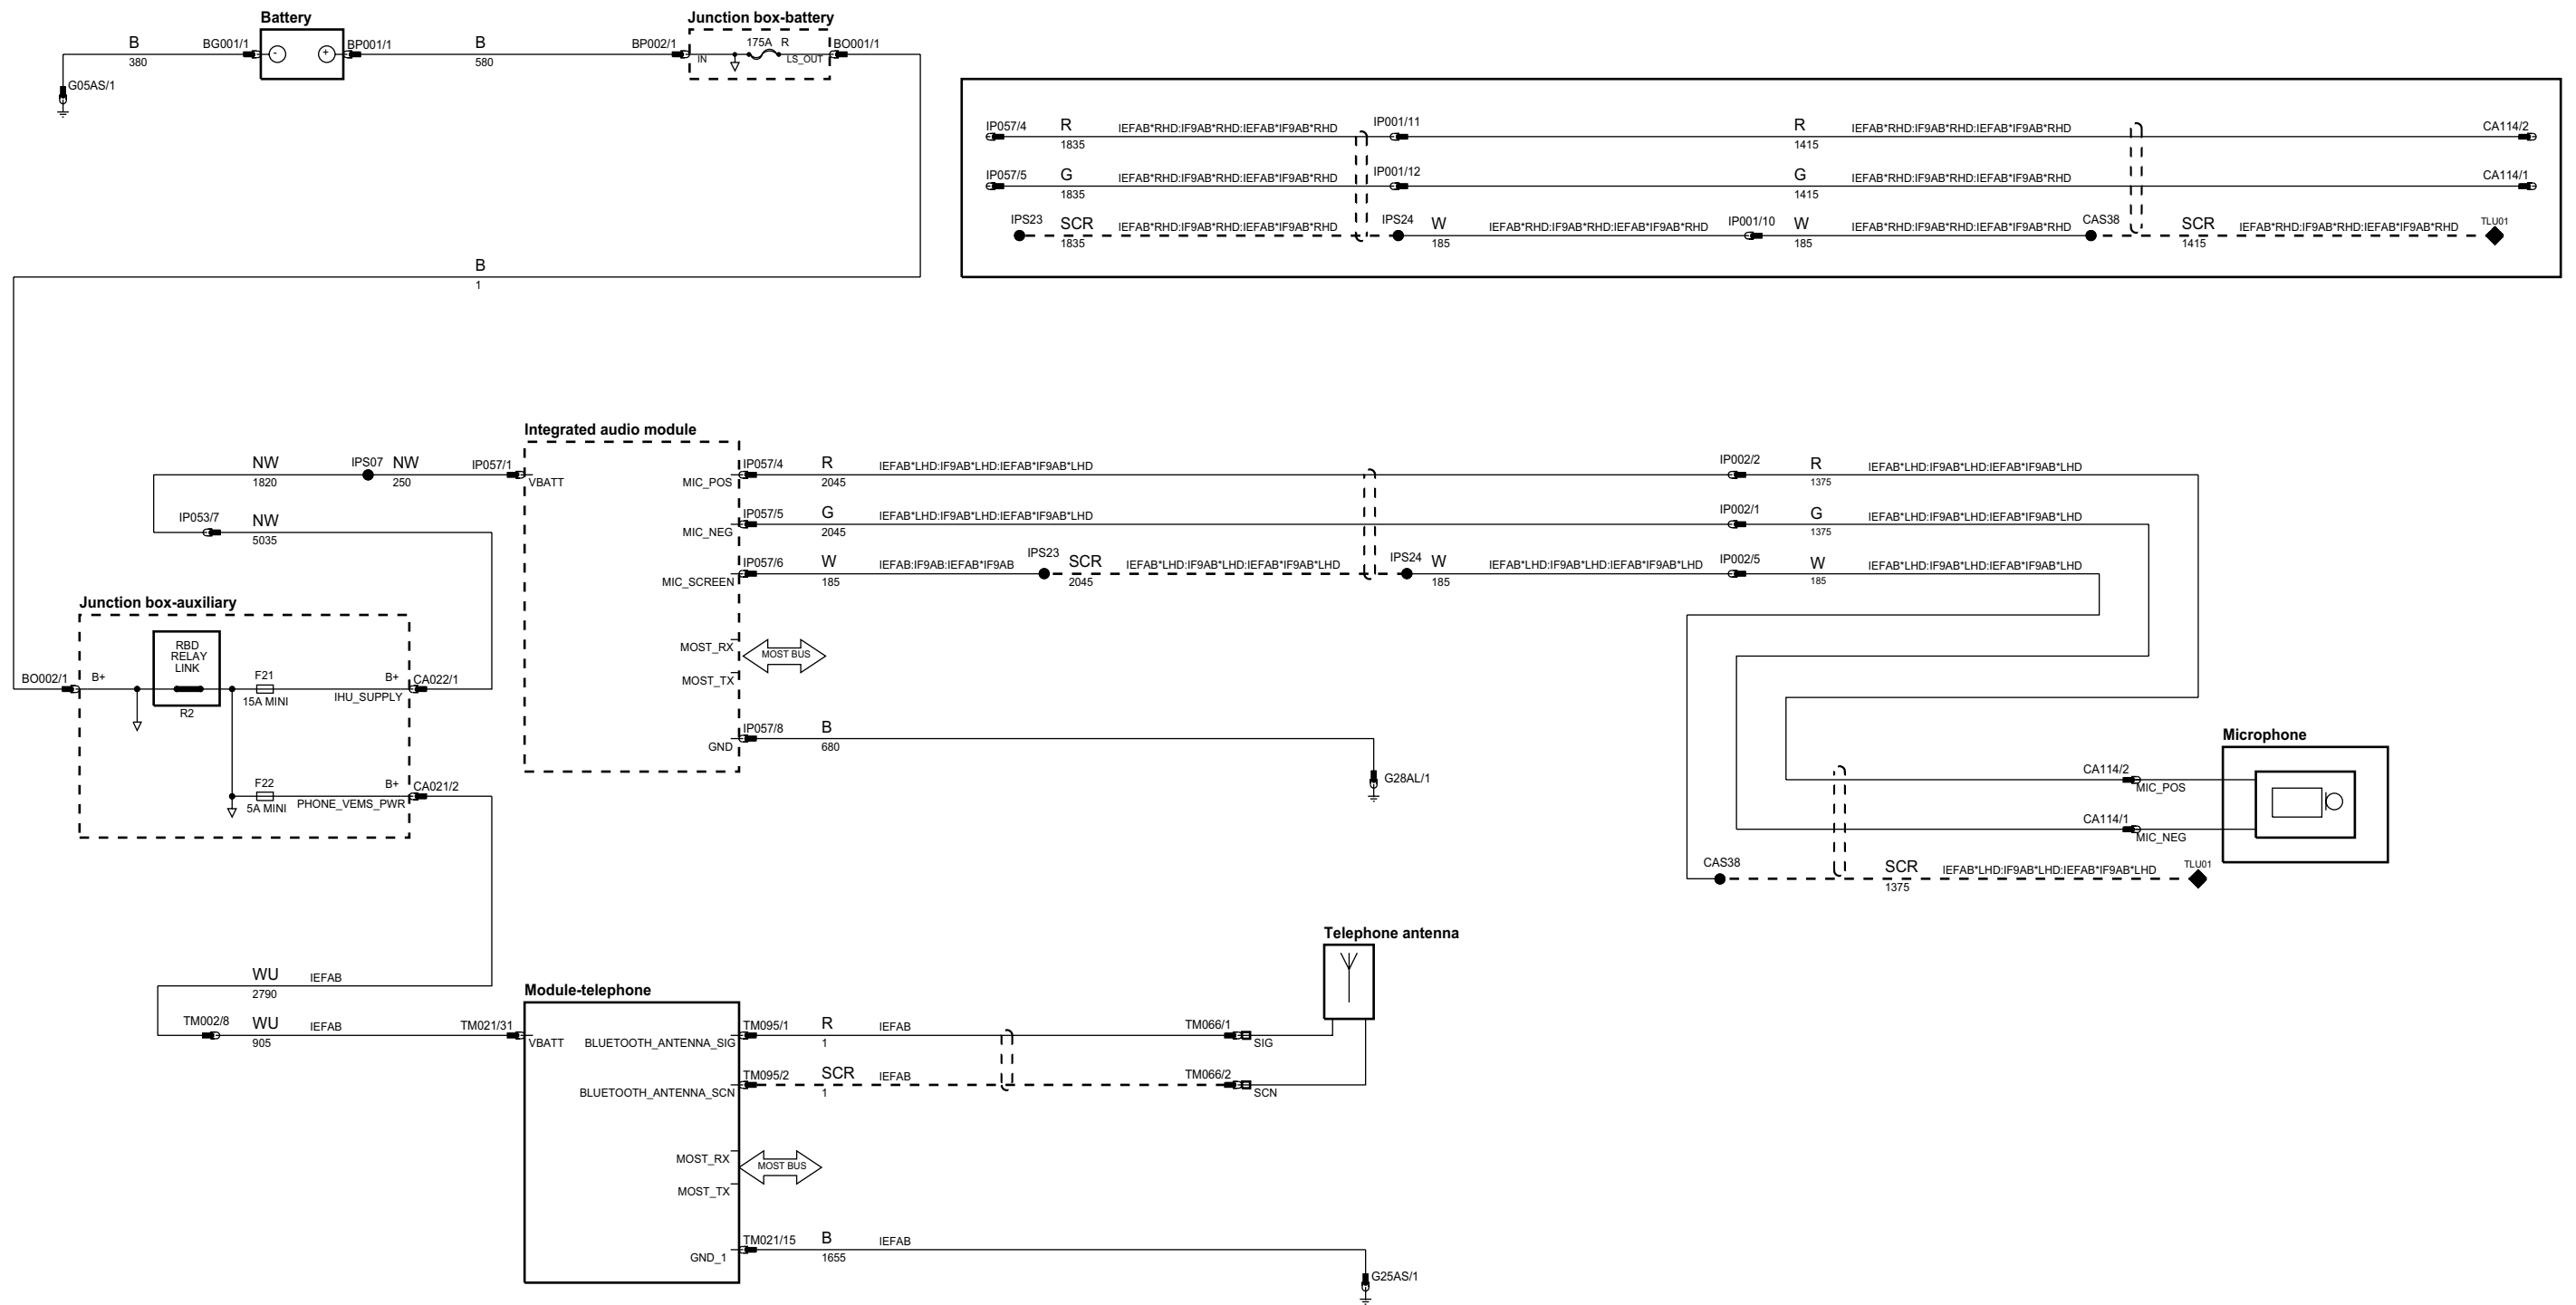 Battery
Junction box-battery
B
380
BG001/1
-
+
BP001/1
B
580
BP002/1
IN
175A R
LS_OUT
BO001/1
G05AS/1
B
1
IP057/4
R
1835
IEFAB*RHD:IF9AB*RHD:IEFAB*IF9AB*RHD
IP001/11
R
1415
IEFAB*RHD:IF9AB*RHD:IEFAB*IF9AB*RHD
CA114/2
IP057/5
G
1835
IEFAB*RHD:IF9AB*RHD:IEFAB*IF9AB*RHD
IP001/12
G
1415
IEFAB*RHD:IF9AB*RHD:IEFAB*IF9AB*RHD
CA114/1
IPS23
SCR
1835
IEFAB*RHD:IF9AB*RHD:IEFAB*IF9AB*RHD
IPS24
W
185
IEFAB*RHD:IF9AB*RHD:IEFAB*IF9AB*RHD
IP001/10
W
185
IEFAB*RHD:IF9AB*RHD:IEFAB*IF9AB*RHD
CAS38
SCR
1415
IEFAB*RHD:IF9AB*RHD:IEFAB*IF9AB*RHD
TLU01
Integrated audio module
NW
1820
IPS07
NW
250
IP057/1
VBATT
IP053/7
NW
5035
MIC_POS
IP057/4
R
2045
IEFAB*LHD:IF9AB*LHD:IEFAB*IF9AB*LHD
IP002/2
R
1375
IEFAB*LHD:IF9AB*LHD:IEFAB*IF9AB*LHD
MIC_NEG
IP057/5
G
2045
IEFAB*LHD:IF9AB*LHD:IEFAB*IF9AB*LHD
IP002/1
G
1375
IEFAB*LHD:IF9AB*LHD:IEFAB*IF9AB*LHD
MIC_SCREEN
IP057/6
W
185
IEFAB:IF9AB:IEFAB*IF9AB
IPS23
SCR
2045
IEFAB*LHD:IF9AB*LHD:IEFAB*IF9AB*LHD
IPS24
W
185
IEFAB*LHD:IF9AB*LHD:IEFAB*IF9AB*LHD
IP002/5
W
185
IEFAB*LHD:IF9AB*LHD:IEFAB*IF9AB*LHD
MOST_RX
MOST BUS
MOST_TX
GND
IP057/8
B
680
G28AL/1
Junction box-auxiliary
BO002/1
B+
RBD
RELAY
LINK
R2
F21
15A MINI
B+
IHU_SUPPLY
CA022/1
F22
5A MINI
B+
PHONE_VEMS_PWR
CA021/2
Microphone
CA114/2
MIC_POS
CA114/1
MIC_NEG
CAS38
SCR
1375
IEFAB*LHD:IF9AB*LHD:IEFAB*IF9AB*LHD
TLU01
Telephone antenna
Module-telephone
WU
2790
IEFAB
TM002/8
WU
905
IEFAB
TM021/31
VBATT
BLUETOOTH_ANTENNA_SIG
TM095/1
R
1
IEFAB
TM066/1
SIG
BLUETOOTH_ANTENNA_SCN
TM095/2
SCR
1
IEFAB
TM066/2
SCN
MOST_RX
MOST BUS
MOST_TX
GND_1
TM021/15
B
1655
IEFAB
G25AS/1